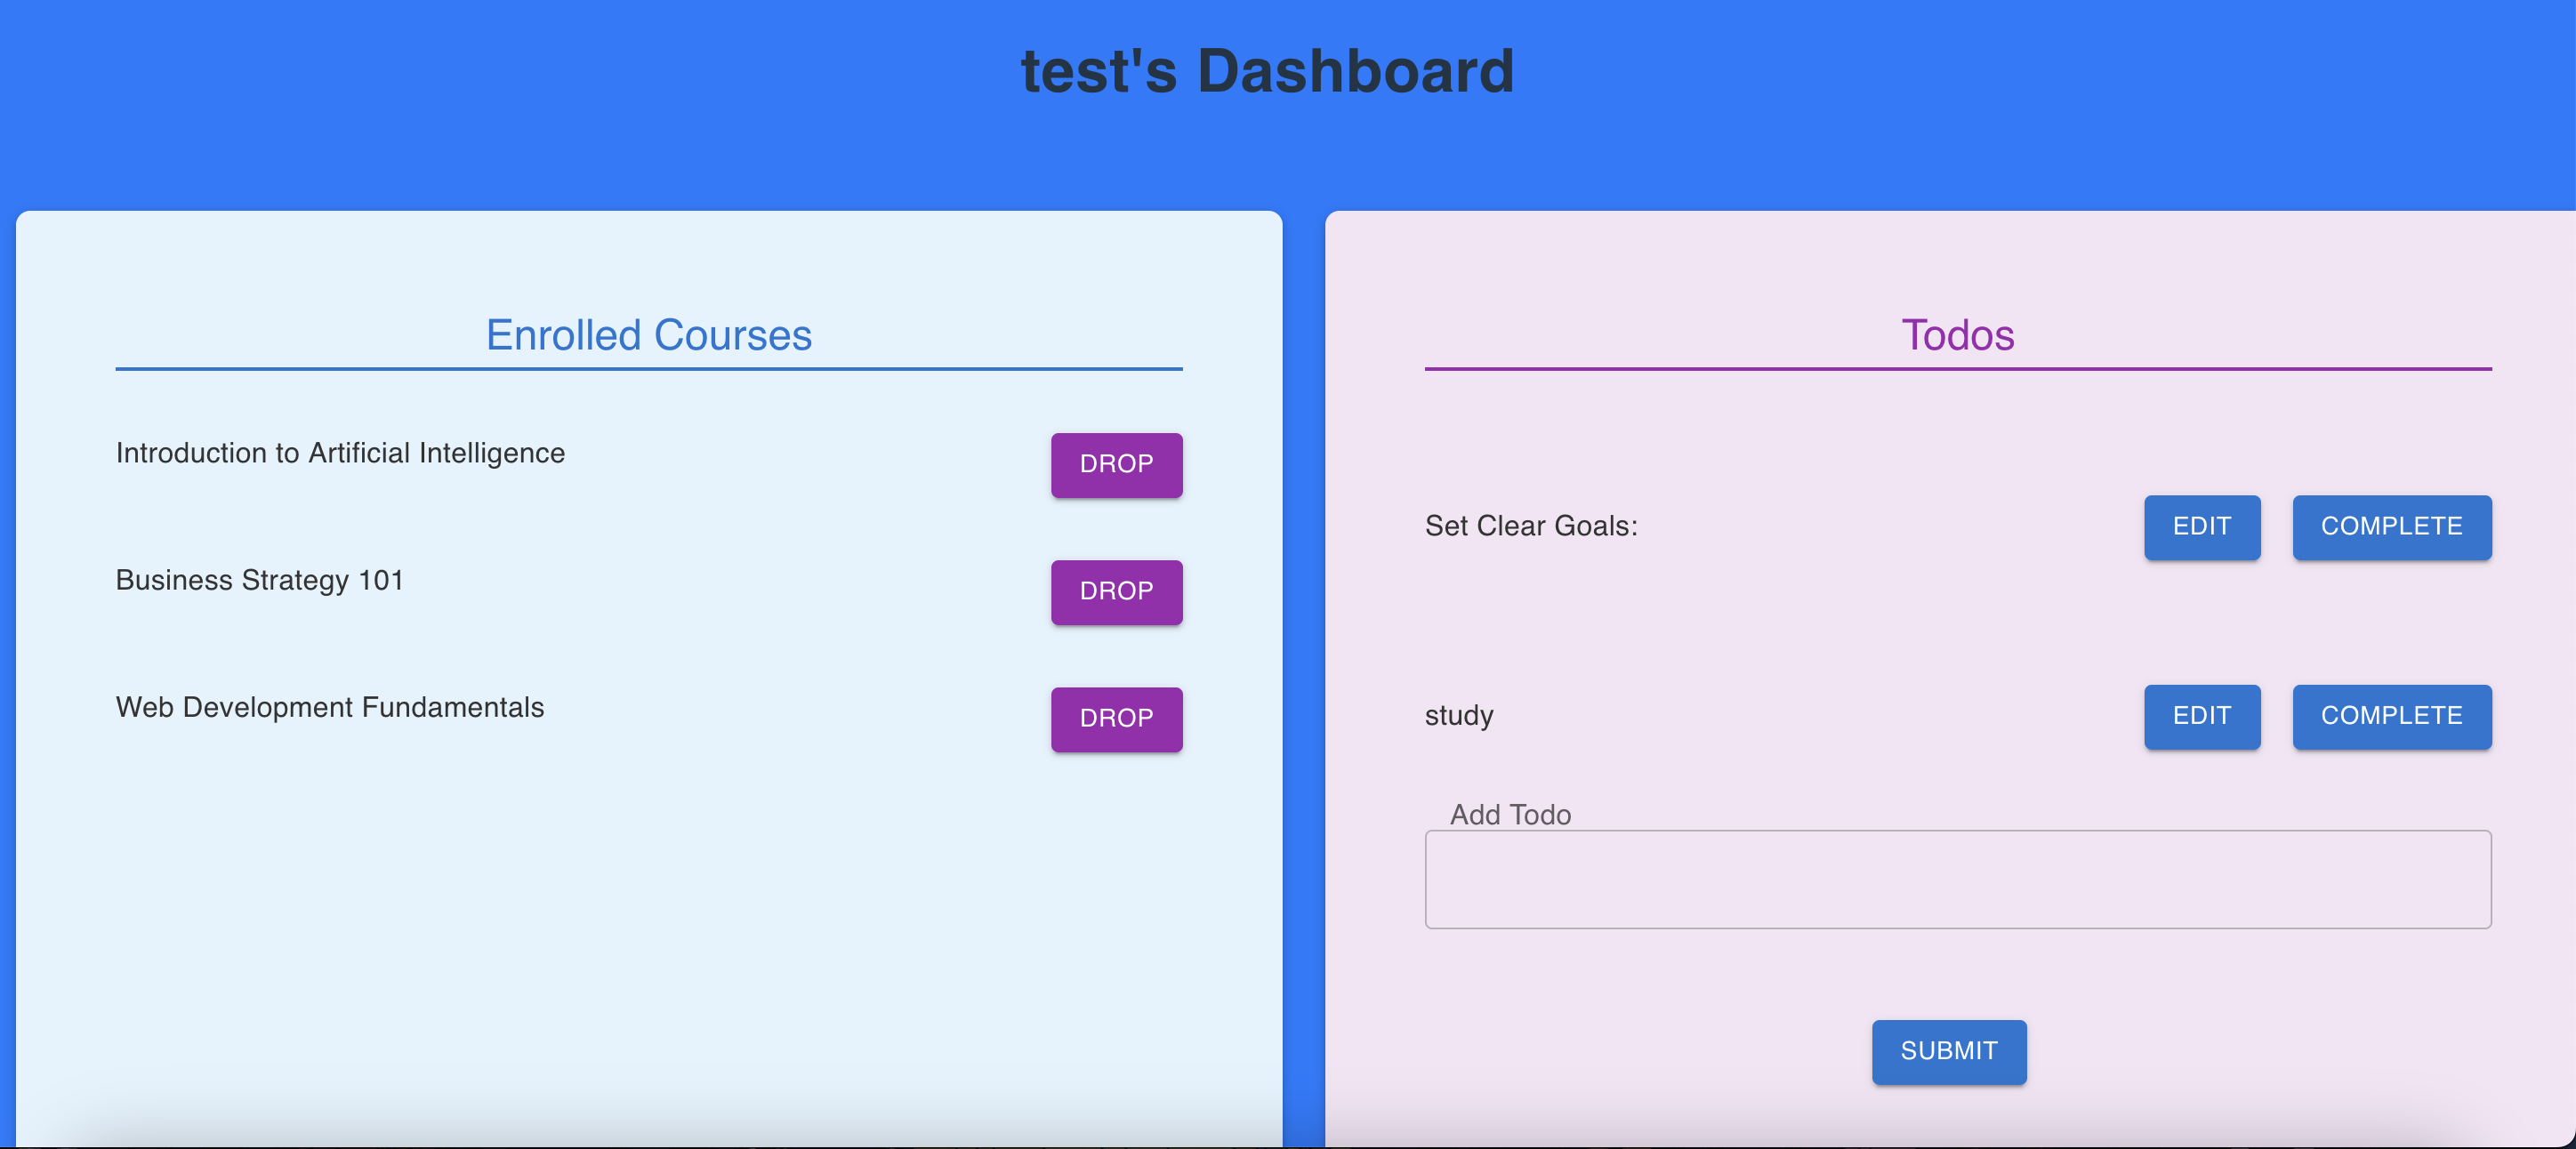 test's Dashboard
Enrolled Courses
Introduction to Artificial Intelligence
DROP
Business Strategy 101
DROP
Web Development Fundamentals
DROP
Todos
Set Clear Goals:
EDIT
COMPLETE
study
EDIT
COMPLETE
Add Todo
SUBMIT